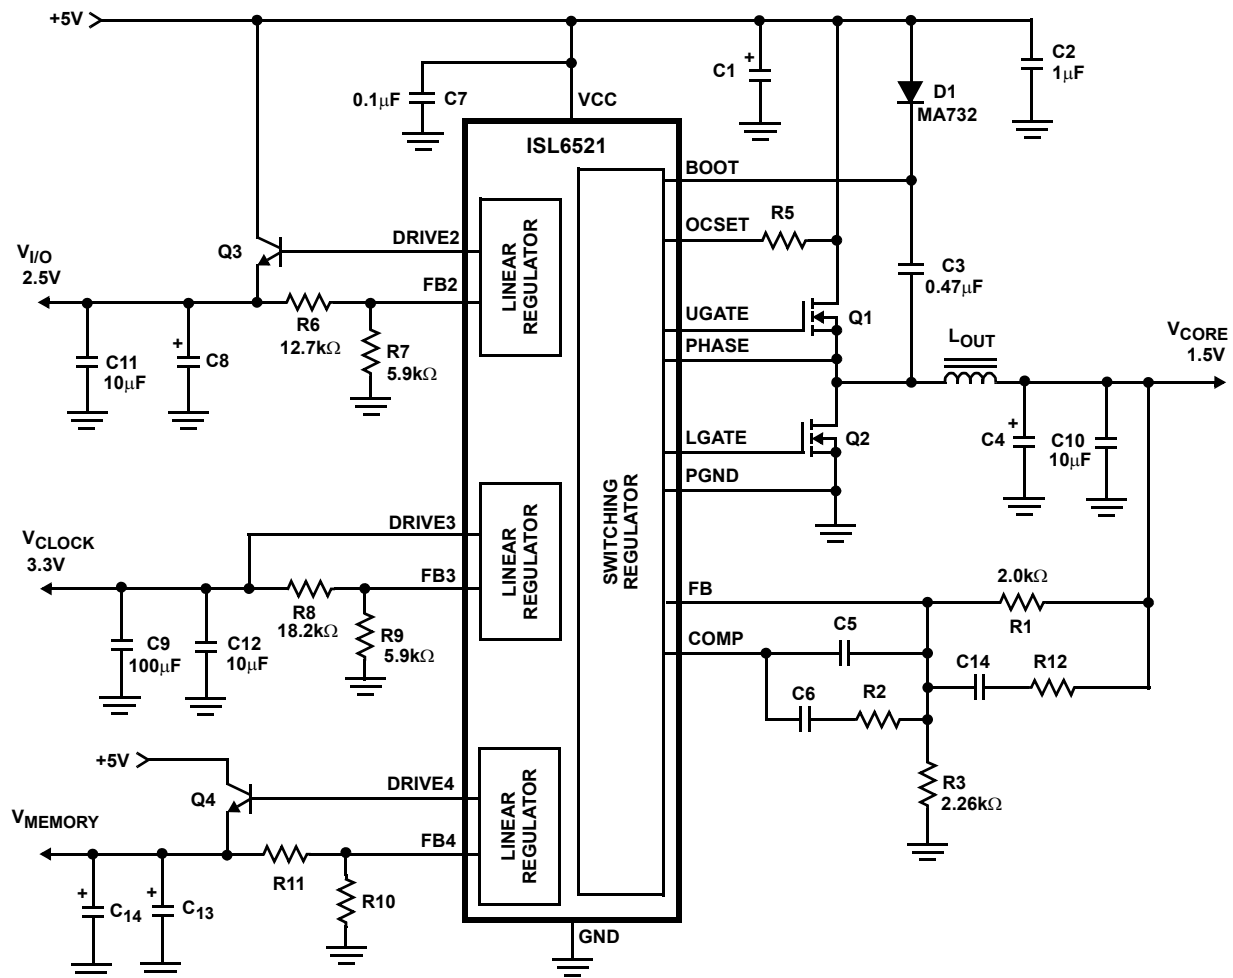 +5V
C7
0.1µF
VCC
C1
+
C2
1µF
D1
MA732
ISL6521
BOOT
OCSET
R5
C3
0.47µF
UGATE
Q1
PHASE
LOUT
VCORE
1.5V
LGATE
Q2
PGND
C4
+
C10
10µF
SWITCHING
REGULATOR
FB
COMP
2.0kΩ
R1
C5
C14
R12
C6
R2
R3
2.26kΩ
LINEAR
REGULATOR
DRIVE2
FB2
Q3
VI/O
2.5V
R6
12.7kΩ
R7
5.9kΩ
C11
10µF
+
C8
LINEAR
REGULATOR
DRIVE3
FB3
VCLOCK
3.3V
R8
18.2kΩ
R9
5.9kΩ
C9
100µF
C12
10µF
LINEAR
REGULATOR
DRIVE4
FB4
+5V
Q4
VMEMORY
R11
R10
+
C14
+
C13
GND